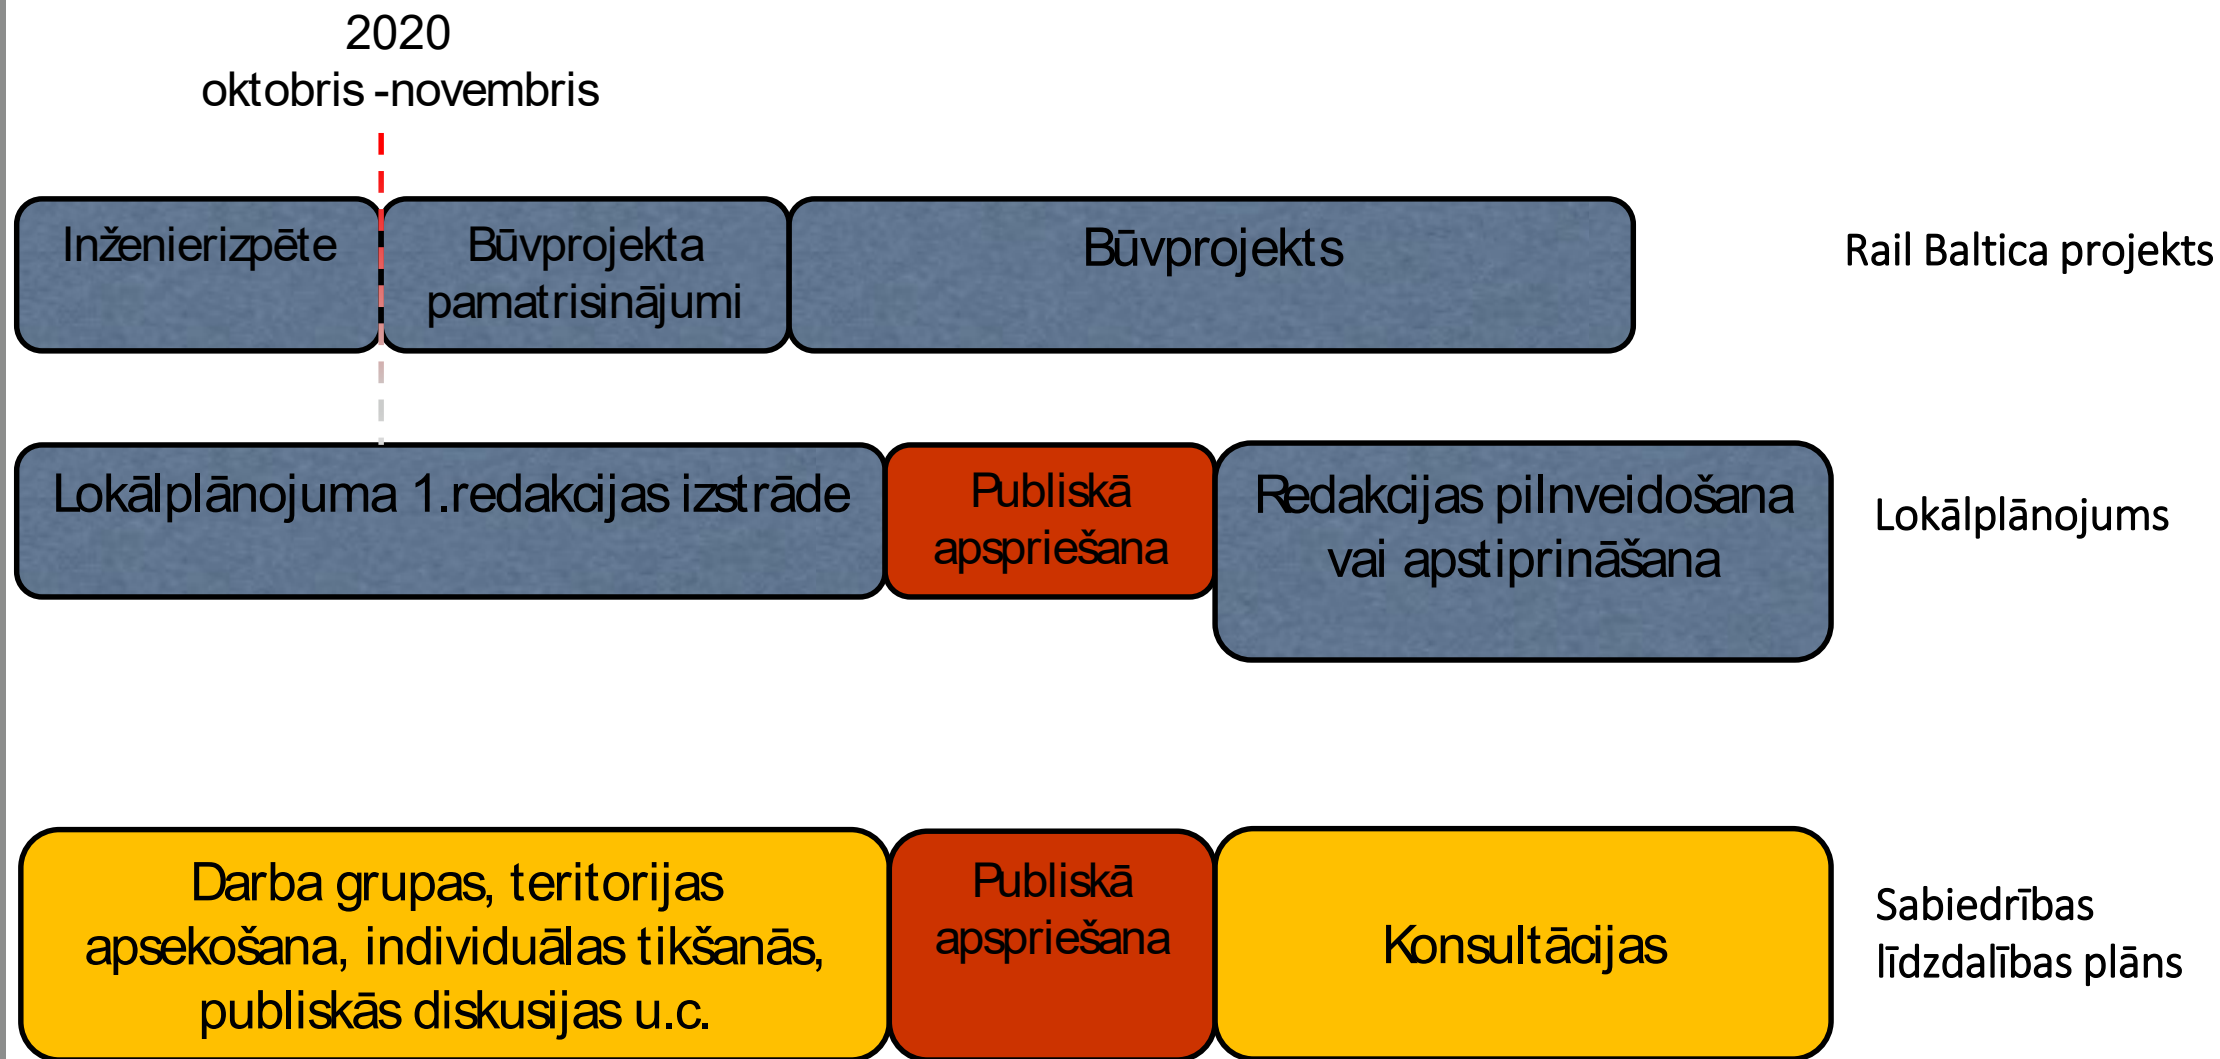 2020
oktobris -novembris
Inženierizpēte
Būvprojekta
pamatrisinājumi
Būvprojekts
Rail Baltica projekts
Lokālplānojuma 1.redakcijas izstrāde
Publiskā
apspriešana
Redakcijas pilnveidošana
vai apstiprināšana
Lokālplānojums
Darba grupas, teritorijas
apsekošana, individuālas tikšanās,
publiskās diskusijas u.c.
Publiskā
apspriešana
Konsultācijas
Sabiedrības
līdzdalības plāns